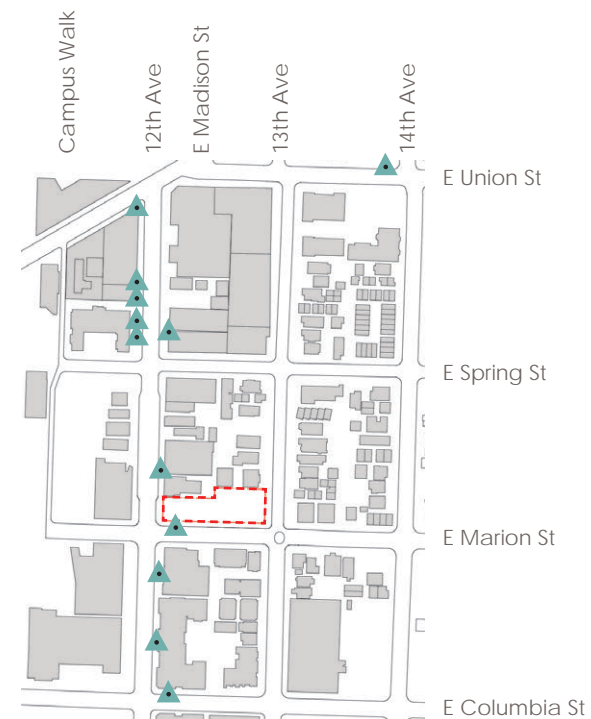 Campus Walk
12th Ave
E Madison St
13th Ave
14th Ave
E Union St
E Spring St
E Marion St
E Columbia St